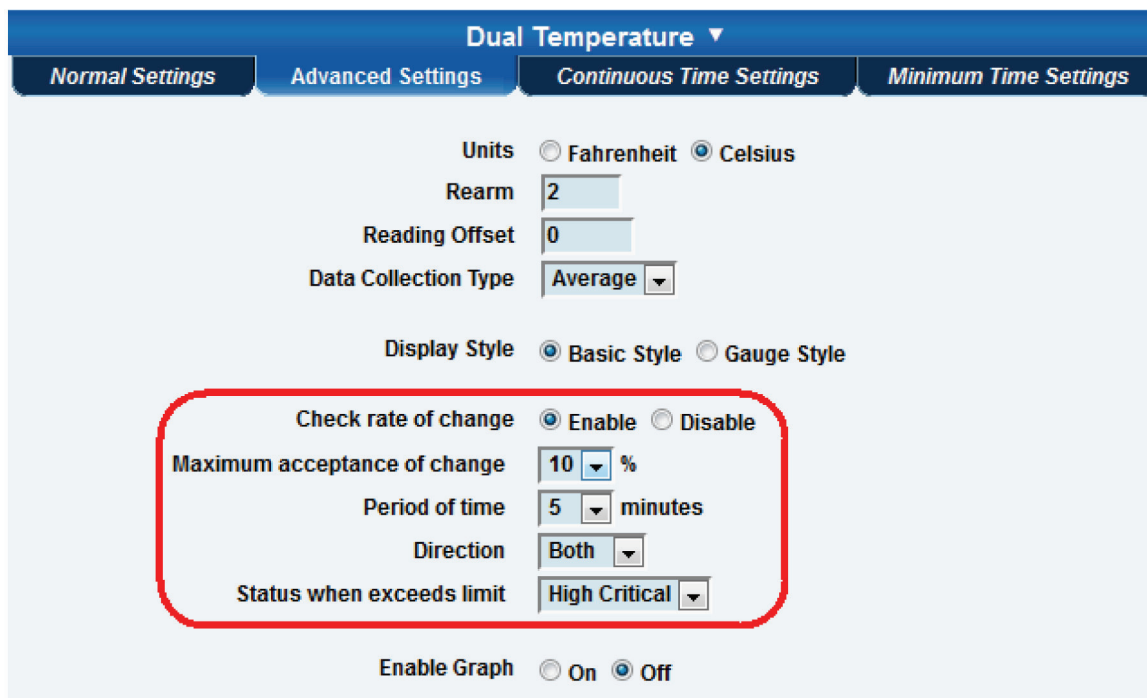 Dual Temperature ▼
Normal Settings Advanced Settings Continuous Time Settings Minimum Time Settings
Units Fahrenheit Celsius
Rearm 2
Reading Offset 0
Data Collection Type Average
Display Style Basic Style Gauge Style
Check rate of change Enable Disable
Maximum acceptance of change 10 %
Period of time 5 minutes
Direction Both
Status when exceeds limit High Critical
Enable Graph On Off